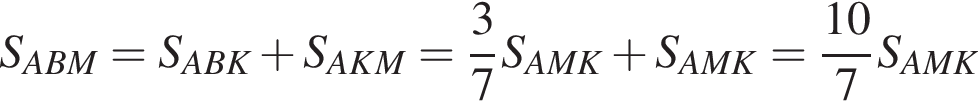 $S_{ABM} = S_{ABK} + S_{AKM} = \frac{3}{7} S_{AMK} + S_{AMK} = \frac{10}{7} S_{AMK}$